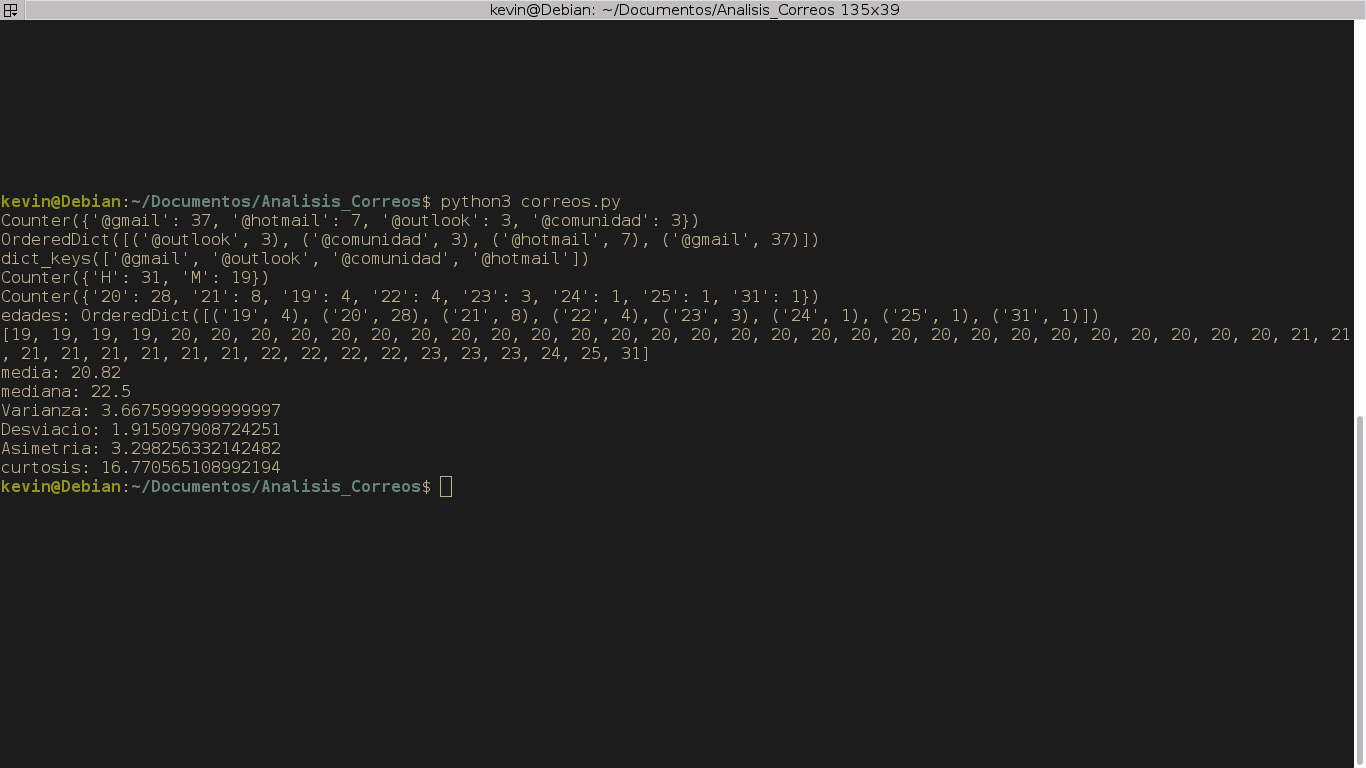 kevin@Debian: ~/Documentos/Analisis_Correos 135x39
kevin@Debian:~/Documentos/Analisis_Correos$ python3 correos.py
Counter({'@gmail': 37, '@hotmail': 7, '@outlook': 3, '@comunidad': 3})
OrderedDict([('@outlook', 3), ('@comunidad', 3), ('@hotmail', 7), ('@gmail', 37)])
dict_keys(['@gmail', '@outlook', '@comunidad', '@hotmail'])
Counter({'H': 31, 'M': 19})
Counter({'20': 28, '21': 8, '19': 4, '22': 4, '23': 3, '24': 1, '25': 1, '31': 1})
edades: OrderedDict([('19', 4), ('20', 28), ('21', 8), ('22', 4), ('23', 3), ('24', 1), ('25', 1), ('31', 1)])
[19, 19, 19, 19, 20, 20, 20, 20, 20, 20, 20, 20, 20, 20, 20, 20, 20, 20, 20, 20, 20, 20, 20, 20, 20, 20, 20, 20, 20, 20, 20, 20, 21, 21
, 21, 21, 21, 21, 21, 21, 22, 22, 22, 22, 23, 23, 23, 24, 25, 31]
media: 20.82
mediana: 22.5
Varianza: 3.6675999999999997
Desviacio: 1.915097908724251
Asimetria: 3.298256332142482
curtosis: 16.770565108992194
kevin@Debian:~/Documentos/Analisis_Correos$